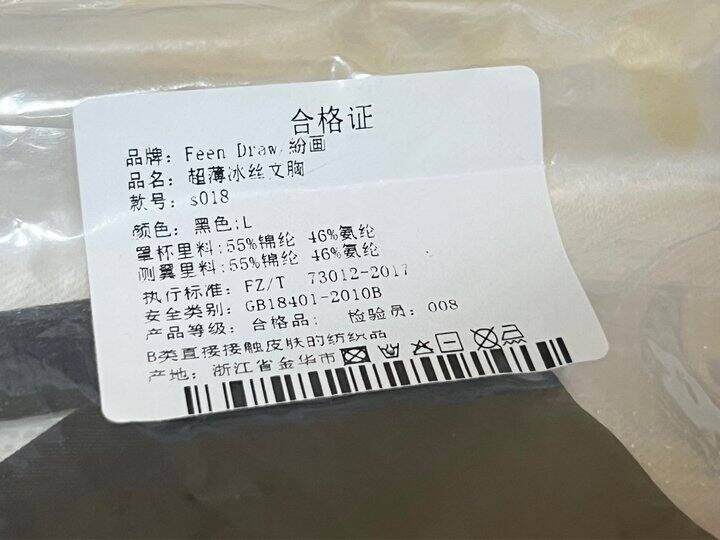 合格证
品牌: Feen Draw/纷画
品名: 超薄冰丝文胸
款号: s018
颜色: 黑色;L
罩杯里料:55%锦纶 46%氨纶
侧翼里料:55%锦纶 46%氨纶
执行标准: FZ/T 73012-2017
安全类别: GB18401-2010B
产品等级: 合格品; 检验员: 008
B类直接接触皮肤的纺织品
产地: 浙江省金华市